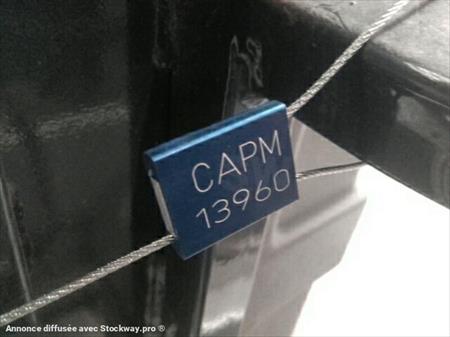 CAPM
13960
Annonce diffusée avec Stockway.pro ®